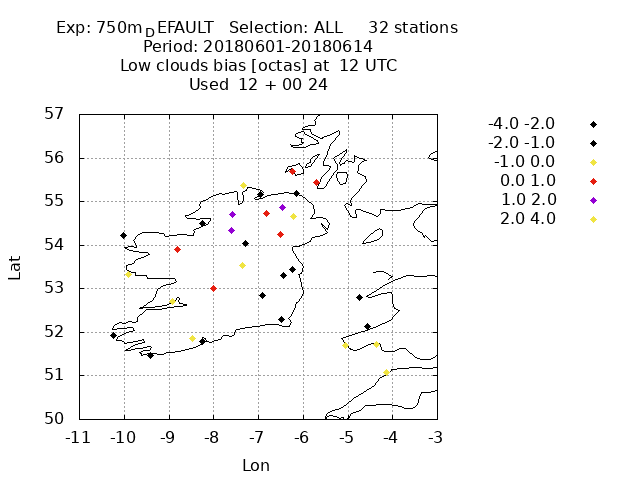 Exp: 750mDEFAULT   Selection: ALL     32 stations
Period: 20180601-20180614
Low clouds bias [octas] at  12 UTC
Used  12 + 00 24
57
56
55
54
53
52
51
50
Lat
-11 -10 -9 -8 -7 -6 -5 -4 -3
Lon
-4.0 -2.0
-2.0 -1.0
-1.0 0.0
0.0 1.0
1.0 2.0
2.0 4.0